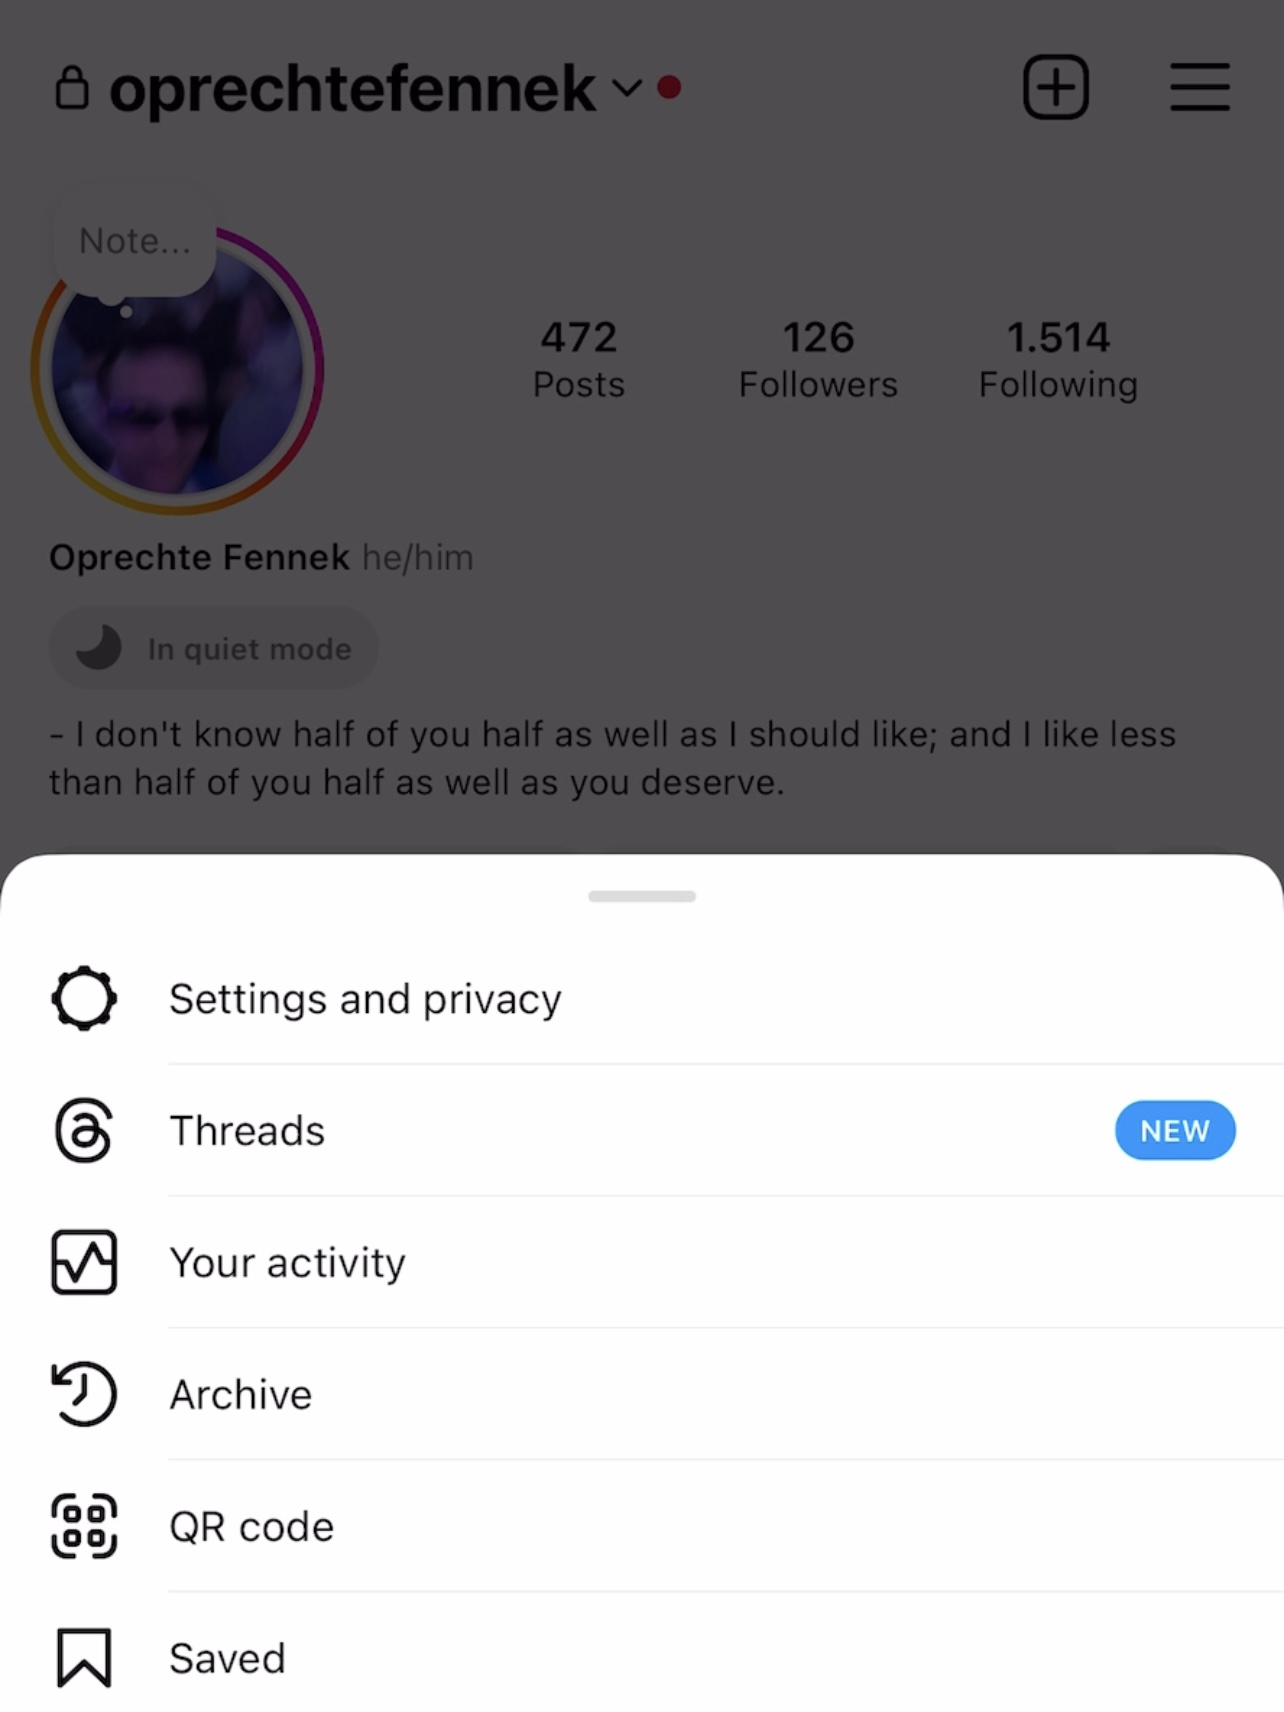 oprechtefennek
Note...
472 126 1.514
Posts Followers Following
Oprechte Fennek he/him
In quiet mode
- I don't know half of you half as well as I should like; and I like less
than half of you half as well as you deserve.
Settings and privacy
Threads NEW
Your activity
Archive
QR code
Saved